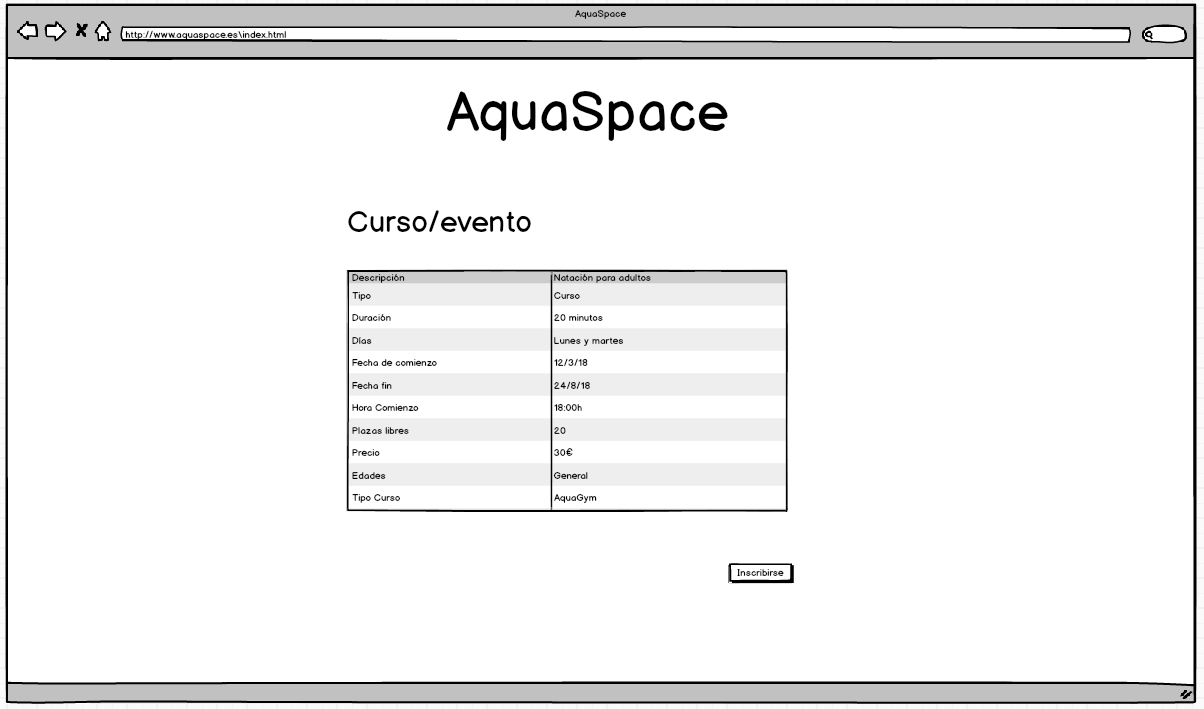 AquaSpace
http://www.aquaspace.es\index.html
AquaSpace
Curso/evento
Descripción Natación para adultos
Tipo Curso
Duración 20 minutos
Días Lunes y martes
Fecha de comienzo 12/3/18
Fecha fin 24/8/18
Hora Comienzo 18:00h
Plazas libres 20
Precio 30€
Edades General
Tipo Curso AquaGym
Inscribirse